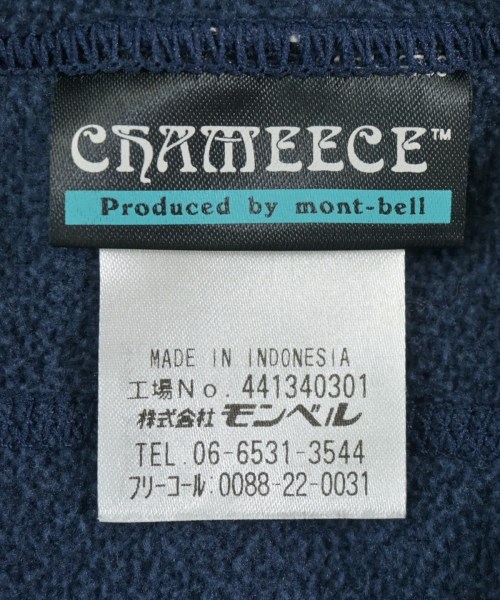 CHAMEECE™
Produced by mont-bell
MADE IN INDONESIA
工場No. 441340301
株式会社 モンベル
TEL. 06-6531-3544
フリーコール:0088-22-0031